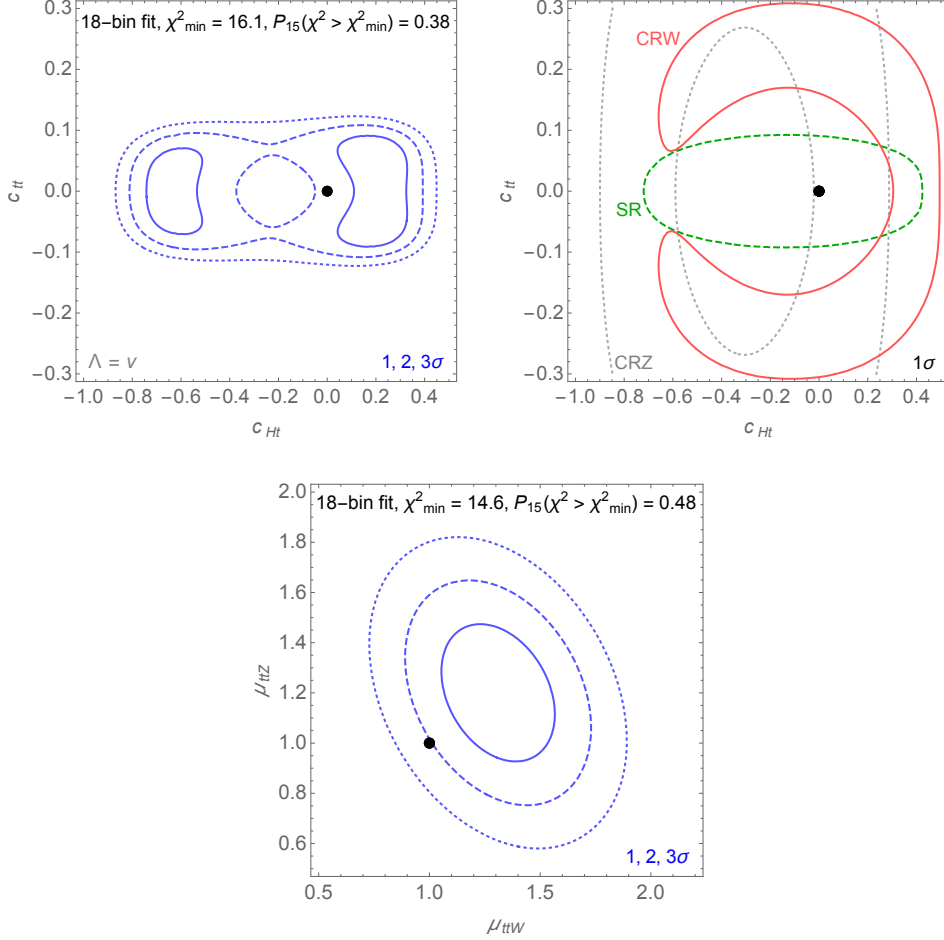 18−bin fit, χ²min = 16.1, P15(χ² > χ²min) = 0.38
0.3
0.2
0.1
0.0
−0.1
−0.2
−0.3
c tt
Λ = v
1, 2, 3σ
−1.0 −0.8 −0.6 −0.4 −0.2 0.0 0.2 0.4
c Ht
CRW
SR
CRZ
1σ
0.3
0.2
0.1
0.0
−0.1
−0.2
−0.3
c tt
−1.0 −0.8 −0.6 −0.4 −0.2 0.0 0.2 0.4
c Ht
18−bin fit, χ²min = 14.6, P15(χ² > χ²min) = 0.48
2.0
1.8
1.6
1.4
1.2
1.0
0.8
0.6
μttZ
1, 2, 3σ
0.5 1.0 1.5 2.0
μttW